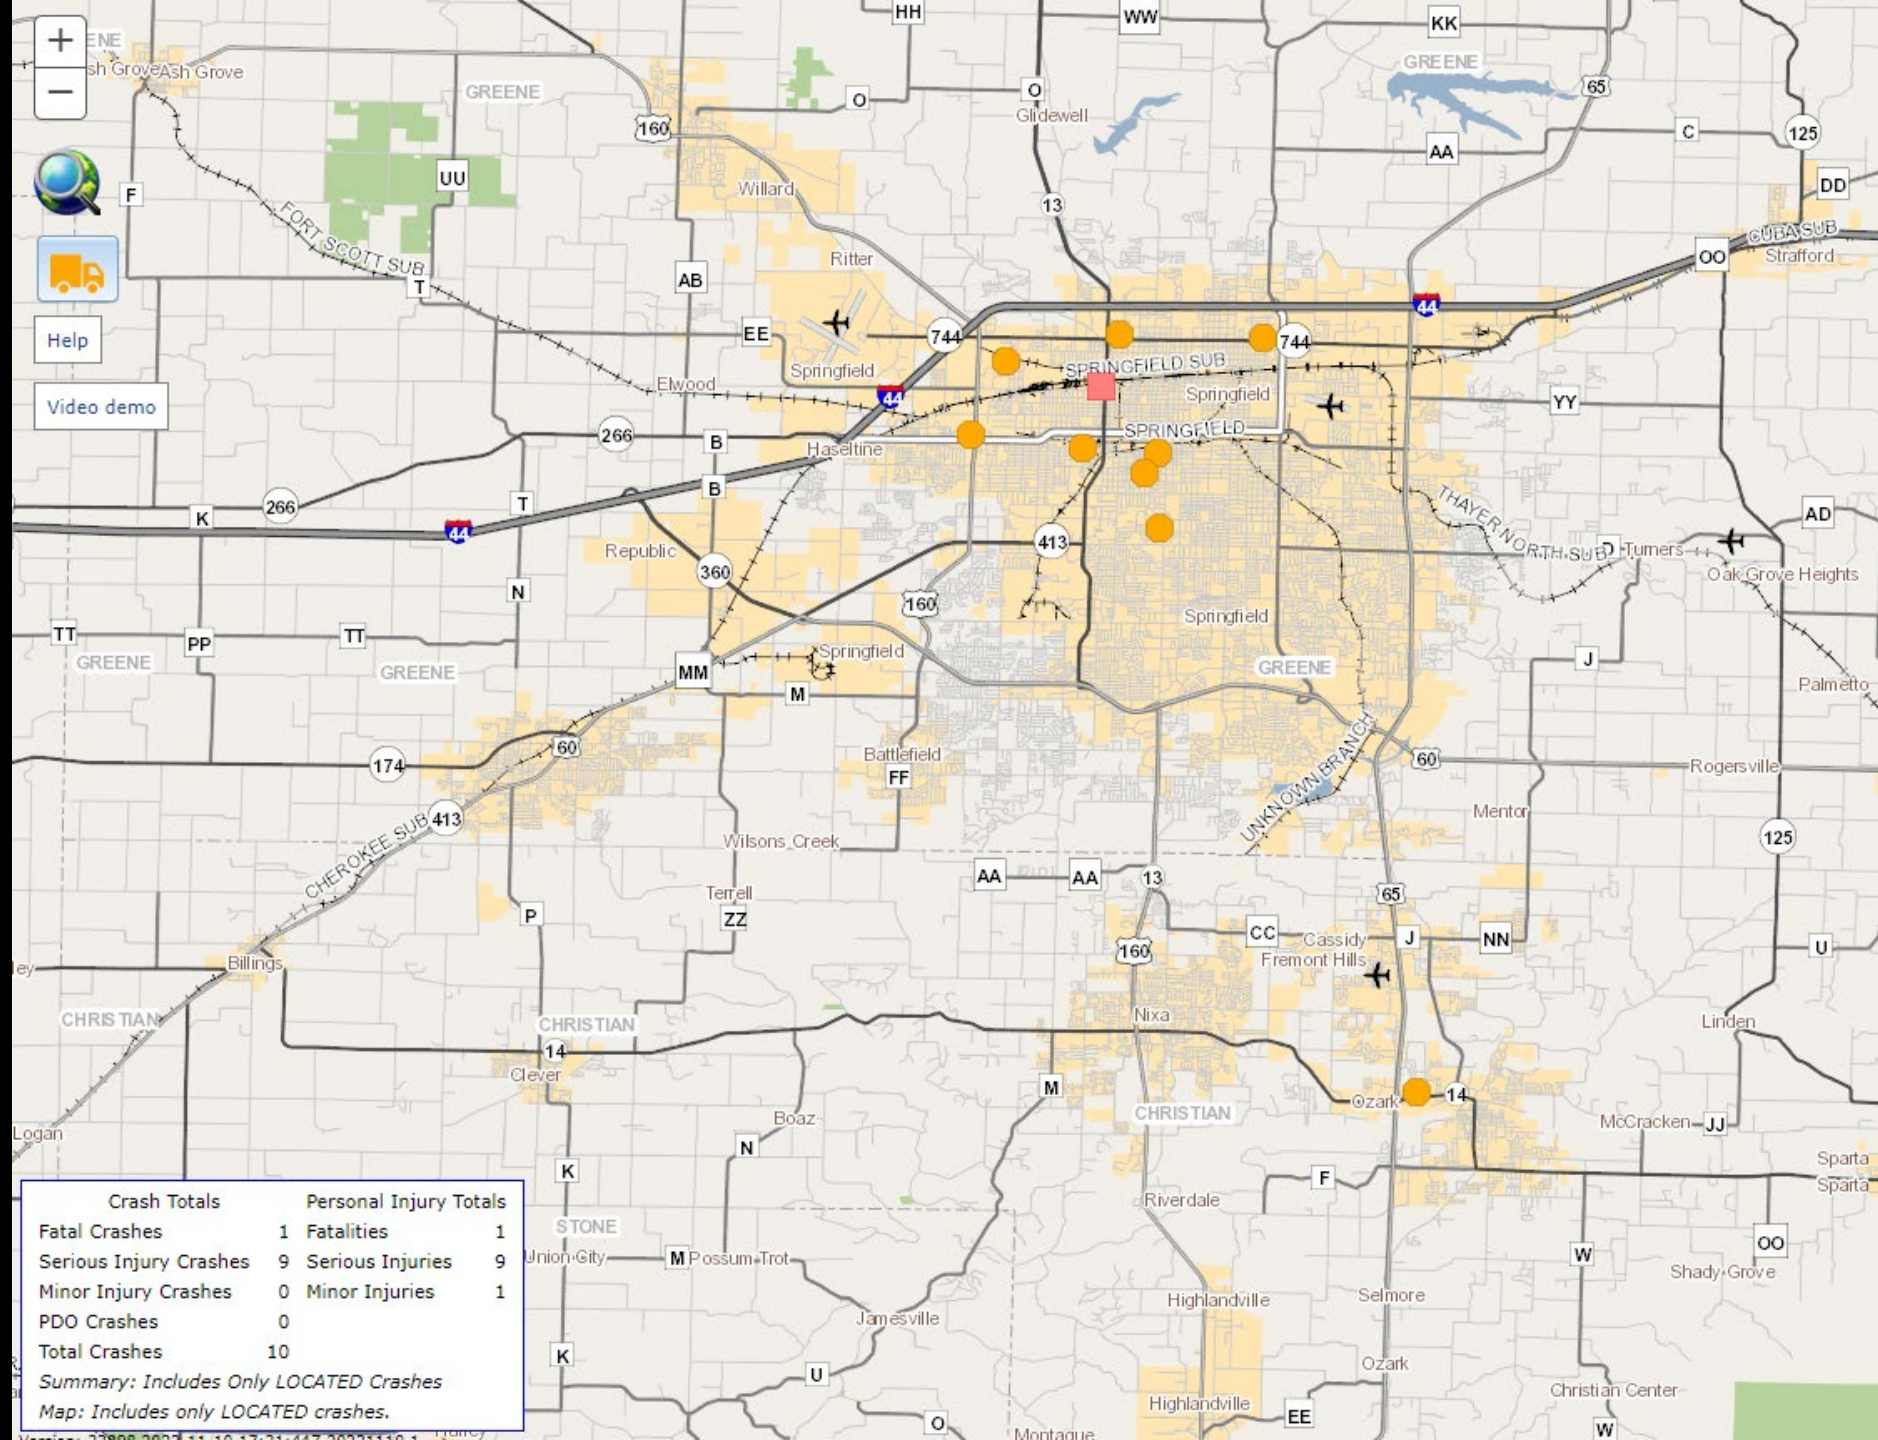 HH
WW
KK
+
ENE
GREENE
sh Grove
Ash Grove
GREENE
65
−
O
O
Glidewell
160
C
125
AA
UU
DD
F
Willard
13
FORT SCOTT SUB
CUBA SUB
Ritter
OO
Strafford
AB
T
44
EE
744
744
Help
Springfield
SPRINGFIELD SUB
Elwood
44
Springfield
YY
Video demo
266
B
SPRINGFIELD
Haseltine
B
T
266
K
44
THAYER NORTH SUB
AD
413
Republic
D
Turners
360
Oak Grove Heights
N
160
Springfield
TT
PP
TT
GREENE
GREENE
Springfield
GREENE
J
MM
M
Palmetto
60
Battlefield
UNKNOWN BRANCH
60
174
FF
Rogersville
CHEROKEE SUB
413
Mentor
Wilsons Creek
125
AA
AA
13
Terrell
65
P
ZZ
CC
Cassidy
J
NN
160
Fremont Hills
U
ley
Billings
CHRISTIAN
CHRISTIAN
Nixa
Linden
14
Clever
M
Ozark
14
Boaz
CHRISTIAN
McCracken
JJ
Logan
N
K
Sparta
F
Sparta
Riverdale
STONE
OO
Union City
M
Possum Trot
W
Shady Grove
Highlandville
Selmore
Jamesville
K
Ozark
U
Christian Center
Highlandville
EE
O
W
Montague
Crash Totals Personal Injury Totals
Fatal Crashes 1 Fatalities 1
Serious Injury Crashes 9 Serious Injuries 9
Minor Injury Crashes 0 Minor Injuries 1
PDO Crashes 0
Total Crashes 10
Summary: Includes Only LOCATED Crashes
Map: Includes only LOCATED crashes.